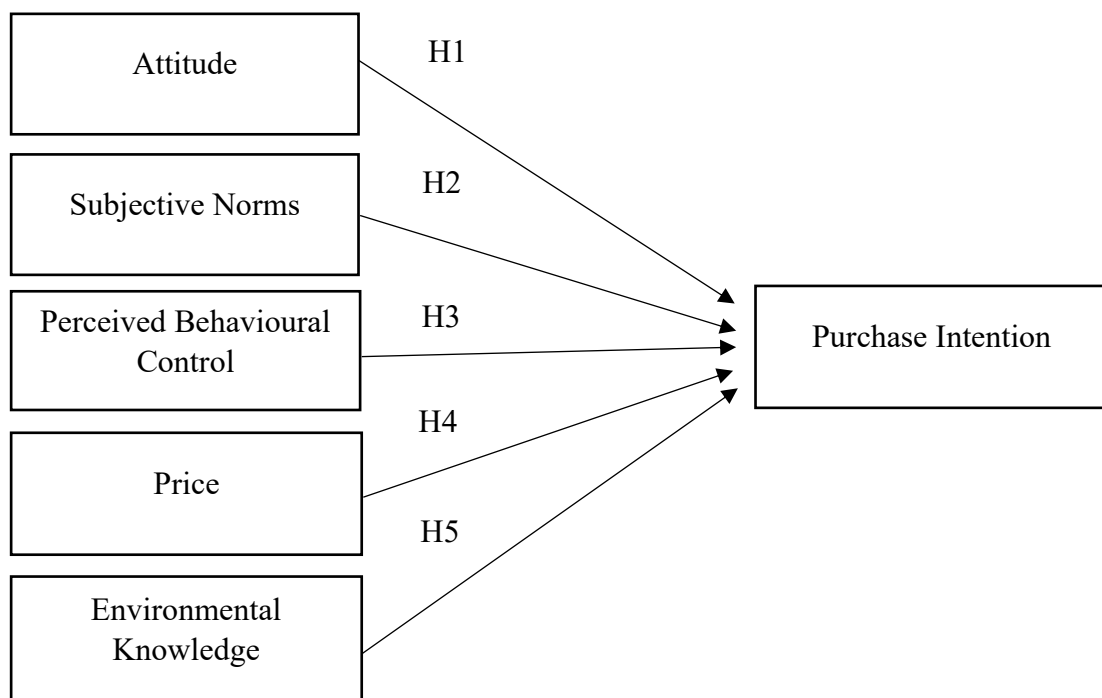 Attitude
H1
Subjective Norms
H2
Perceived Behavioural
Control
H3
Price
H4
Environmental
Knowledge
H5
Purchase Intention